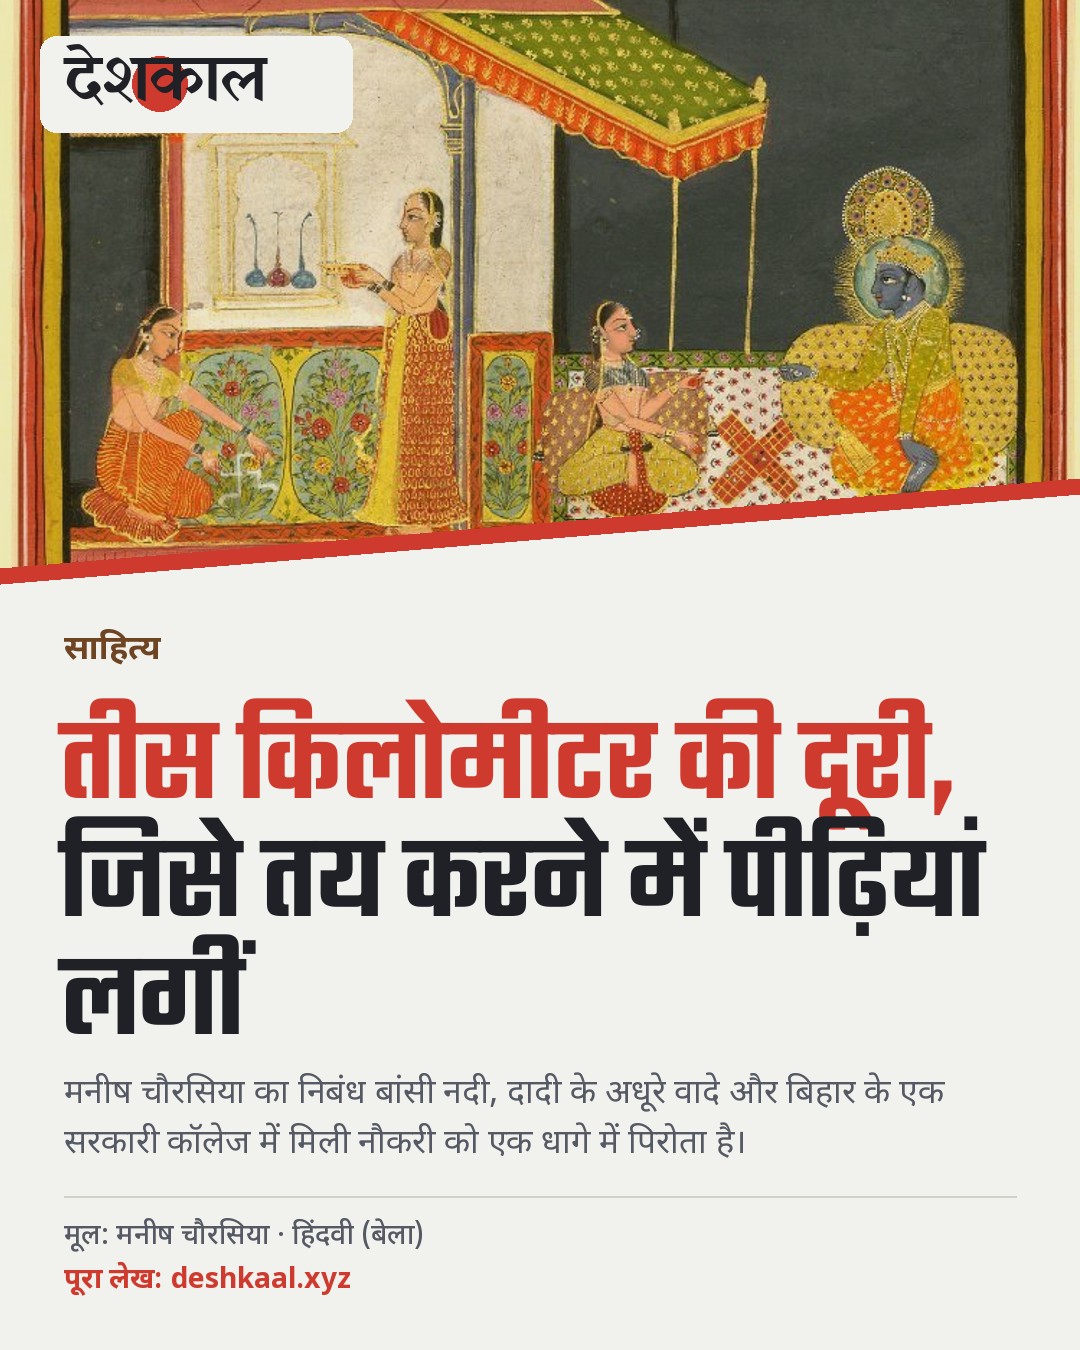 देशकाल
साहित्य
तीस किलोमीटर की दूरी,
जिसे तय करने में पीढ़ियां
लगीं
मनीष चौरसिया का निबंध बांसी नदी, दादी के अधूरे वादे और बिहार के एक
सरकारी कॉलेज में मिली नौकरी को एक धागे में पिरोता है।
मूल: मनीष चौरसिया · हिंदवी (बेला)
पूरा लेख: deshkaal.xyz